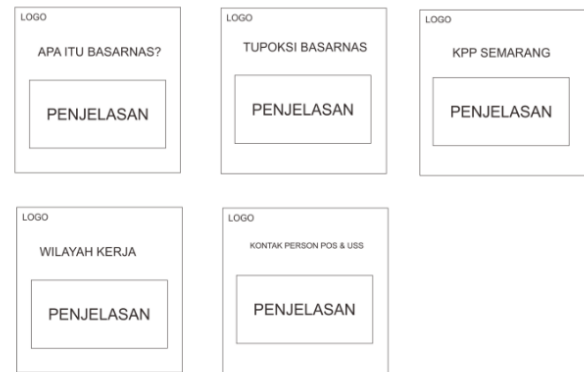 LOGO
APA ITU BASARNAS?
PENJELASAN
LOGO
TUPOKSI BASARNAS
PENJELASAN
LOGO
KPP SEMARANG
PENJELASAN
LOGO
WILAYAH KERJA
PENJELASAN
LOGO
KONTAK PERSON POS & USS
PENJELASAN